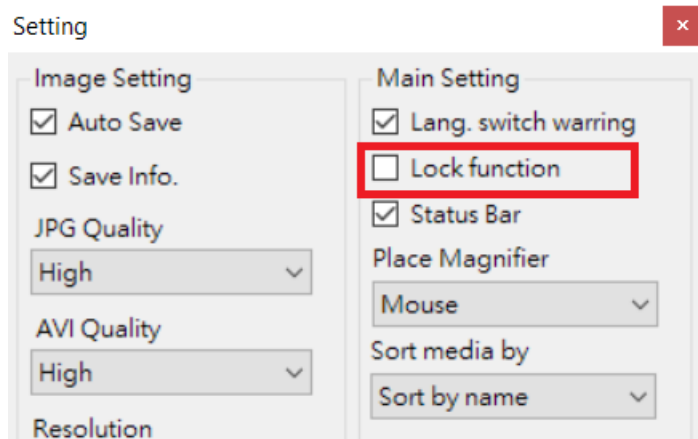 Setting
Image Setting
Auto Save
Save Info.
JPG Quality
High
AVI Quality
High
Resolution
Main Setting
Lang. switch warring
Lock function
Status Bar
Place Magnifier
Mouse
Sort media by
Sort by name